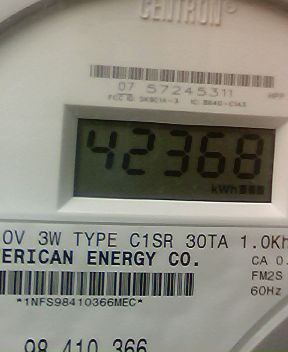 CENTRON®
07 57245311
FCC ID: SK9C1A-3 IC: 864G-C1A3
42368
kWh
OV 3W TYPE C1SR 30TA 1.0Kh
ERICAN ENERGY CO.
CA 0.
FM2S
60Hz
*1NFS98410366MEC*
98 410 366